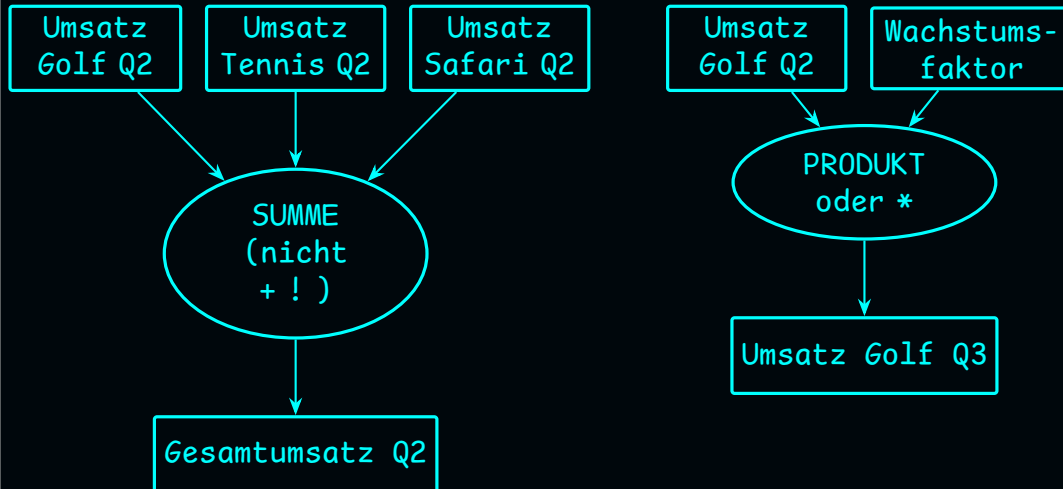 Umsatz
Golf Q2
Umsatz
Tennis Q2
Umsatz
Safari Q2
SUMME
(nicht
+ ! )
Gesamtumsatz Q2
Umsatz
Golf Q2
Wachstums-
faktor
PRODUKT
oder *
Umsatz Golf Q3